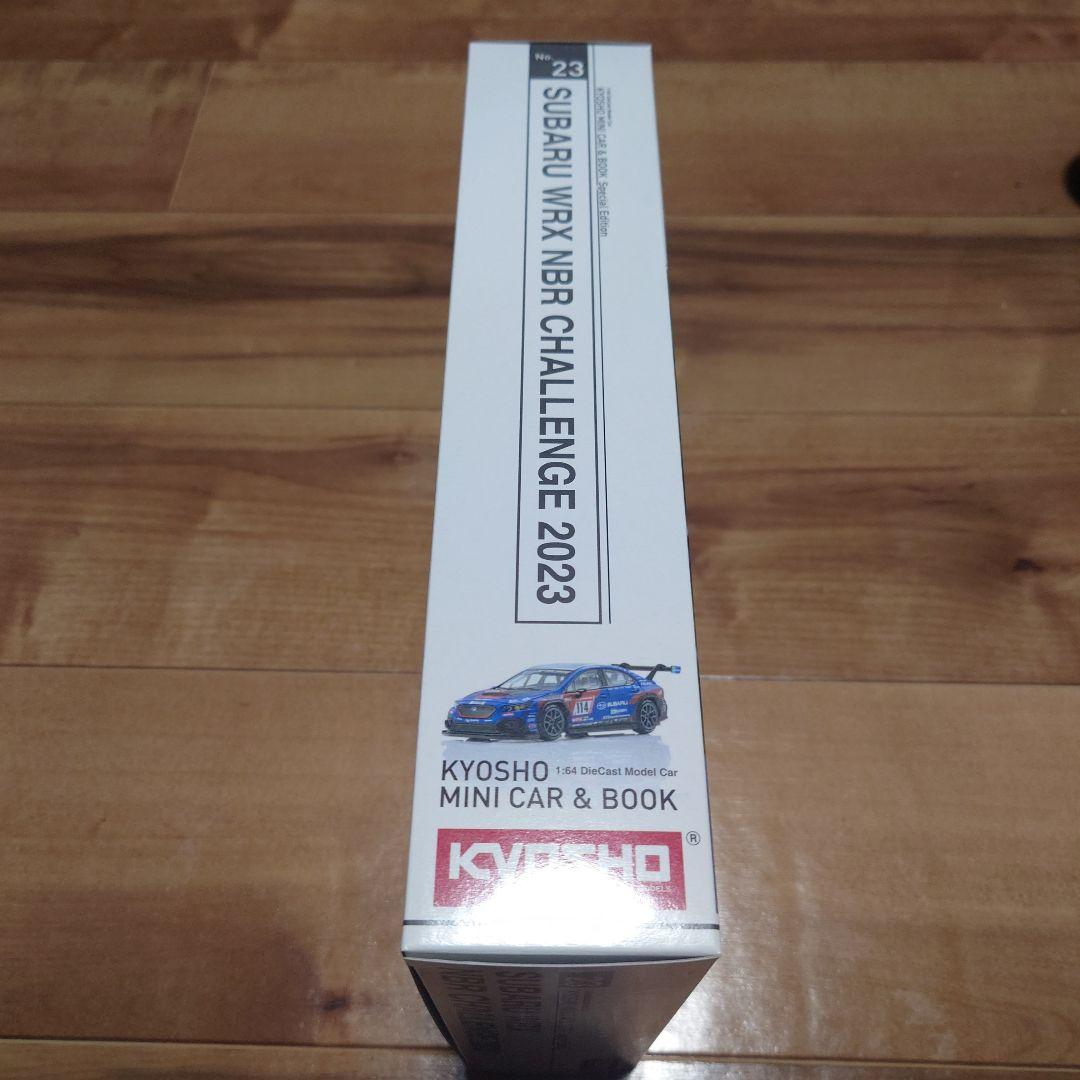 No. 23
KYOSHO MINI CAR & BOOK Special Edition
SUBARU WRX NBR CHALLENGE 2023
114
SUBARU
KYOSHO 1:64 DieCast Model Car
MINI CAR & BOOK
KYOSHO ®